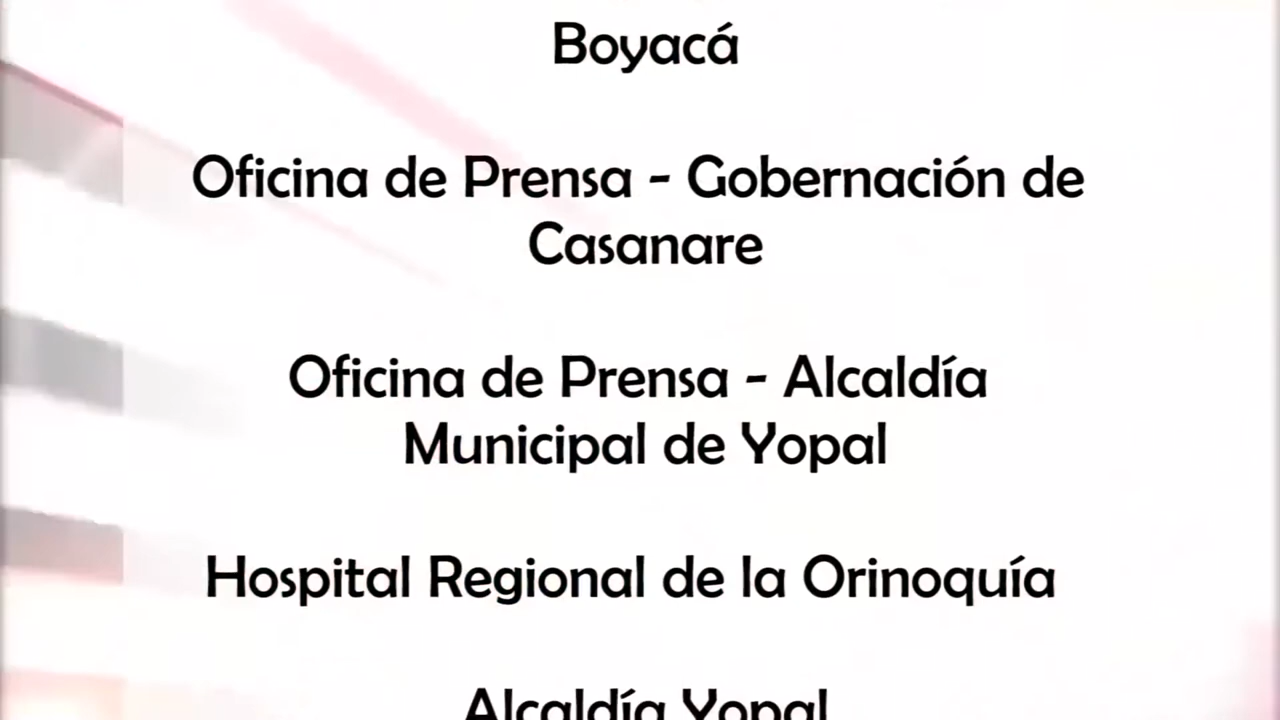 Boyacá
Oficina de Prensa - Gobernación de
Casanare
Oficina de Prensa - Alcaldía
Municipal de Yopal
Hospital Regional de la Orinoquía
Alcaldía Yopal